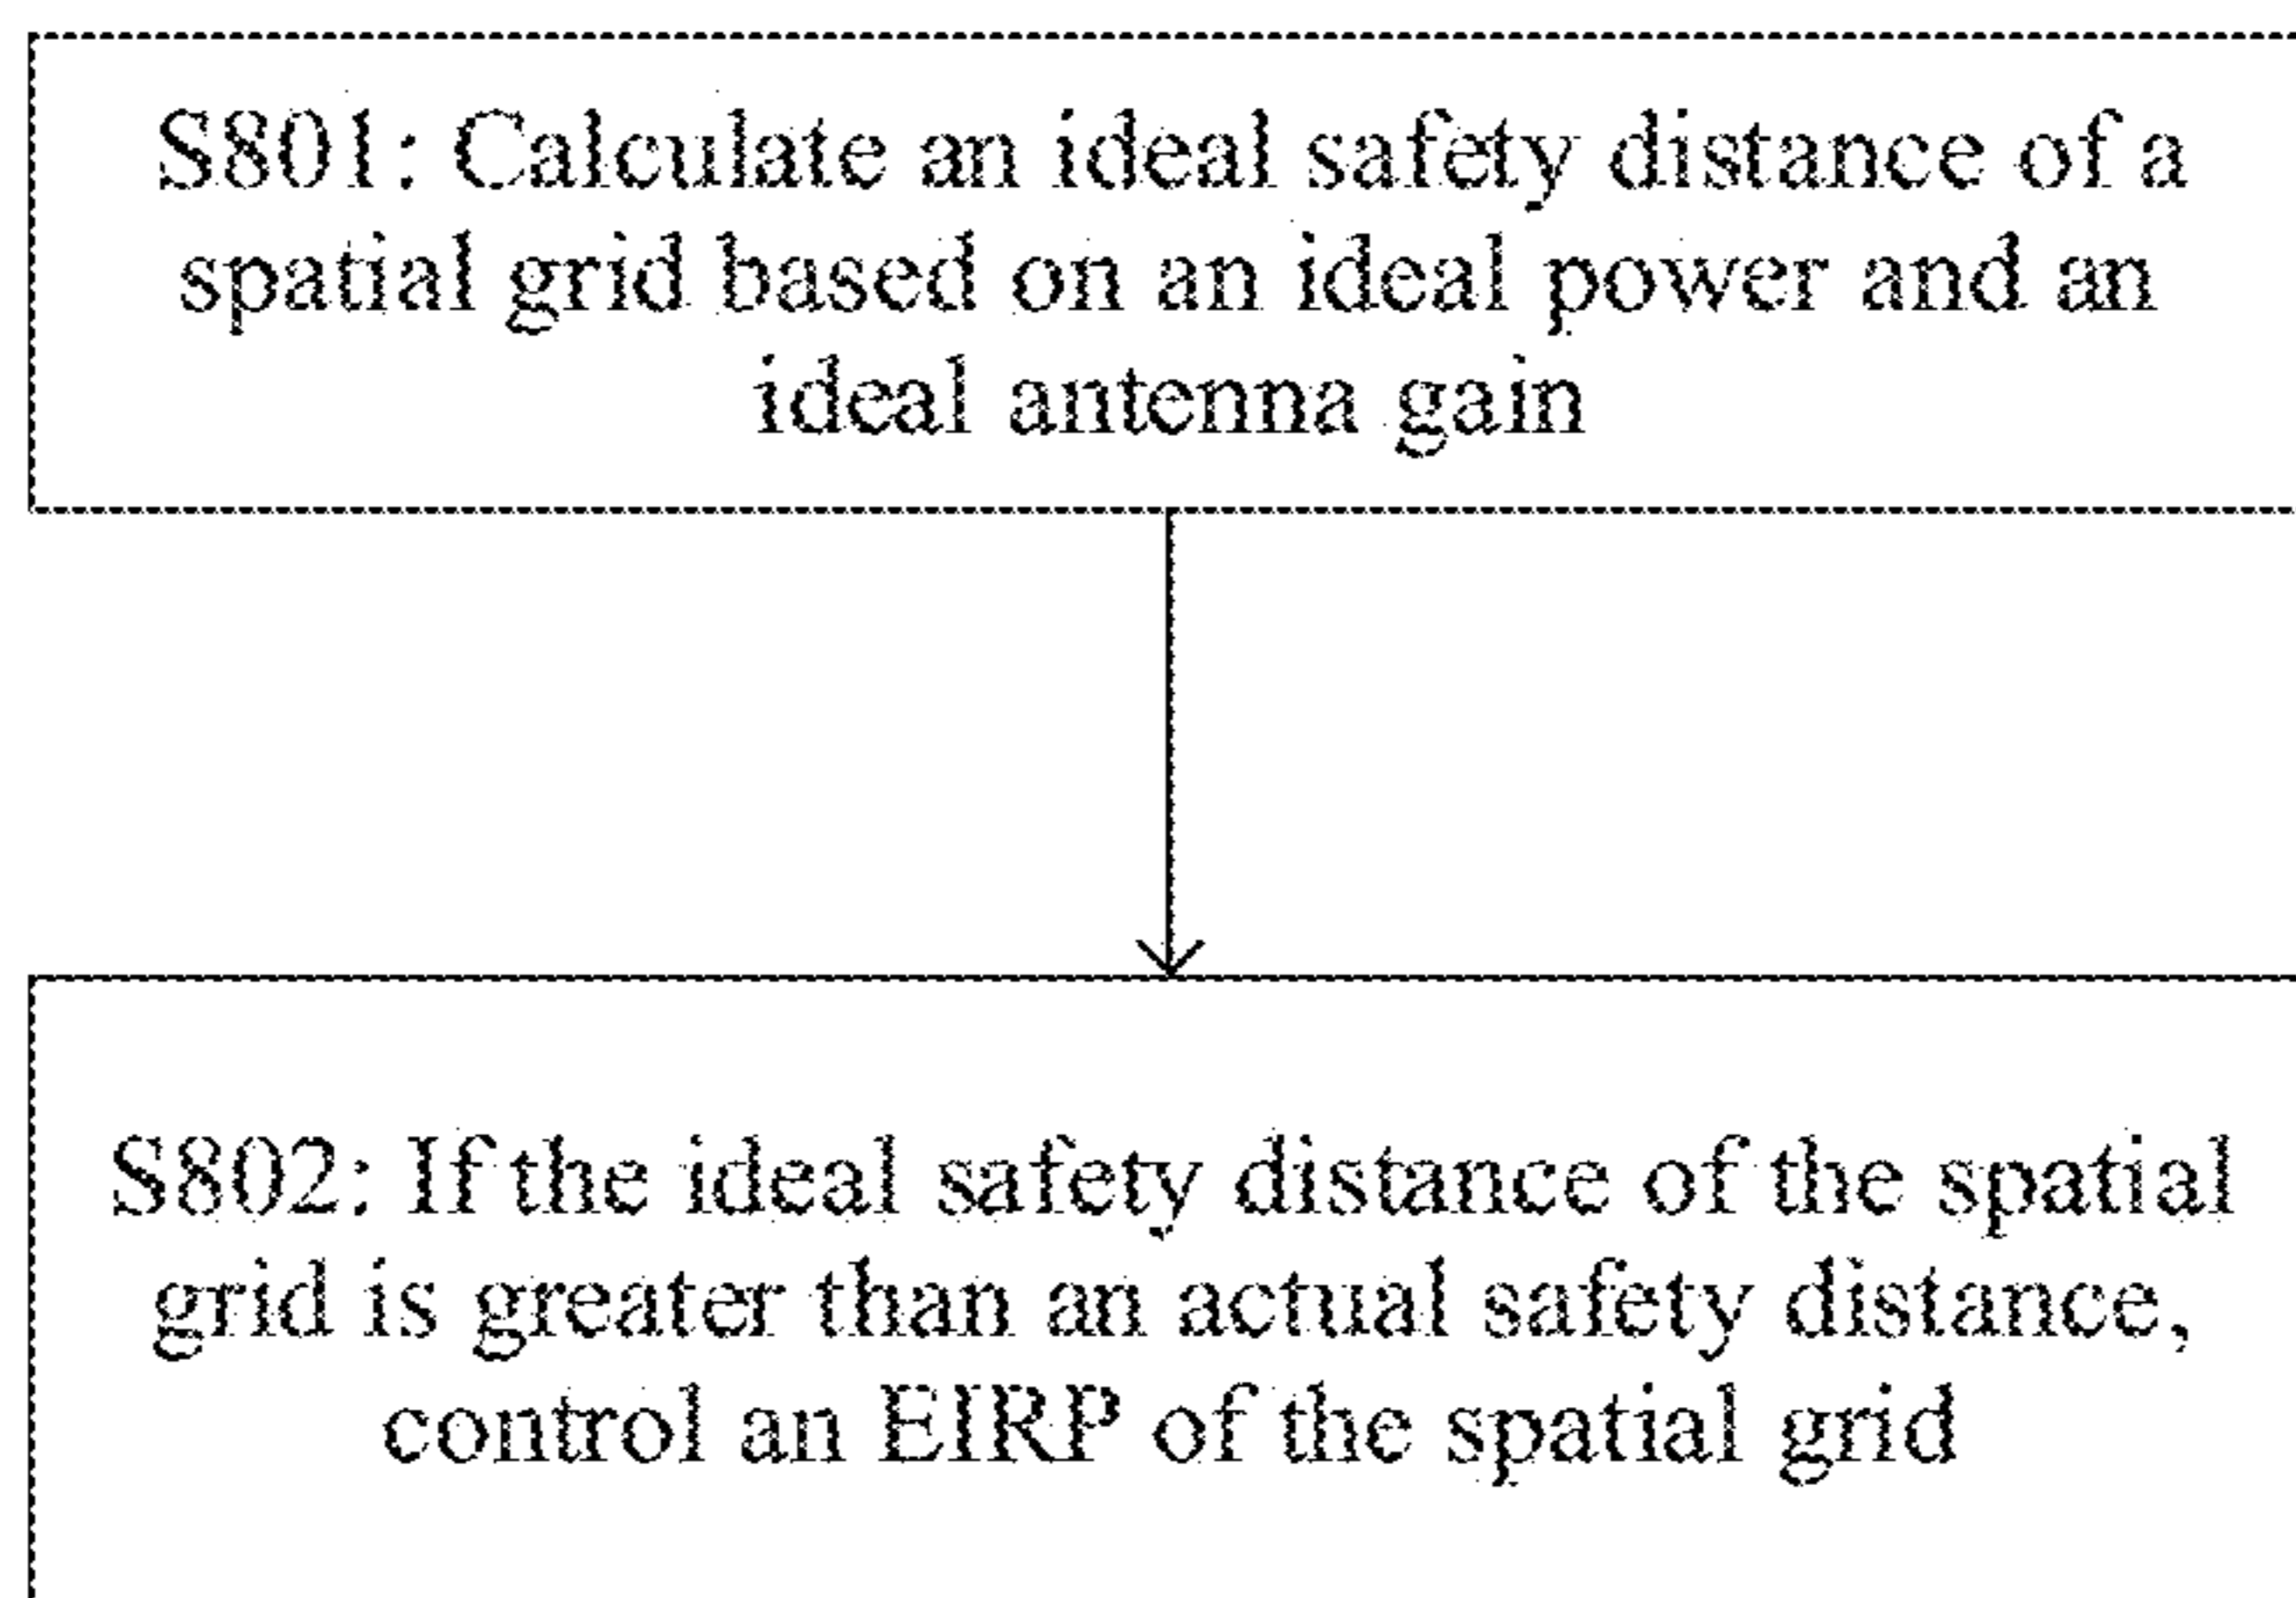 S801: Calculate an ideal safety distance of a
spatial grid based on an ideal power and an
ideal antenna gain
S802: If the ideal safety distance of the spatial
grid is greater than an actual safety distance,
control an EIRP of the spatial grid